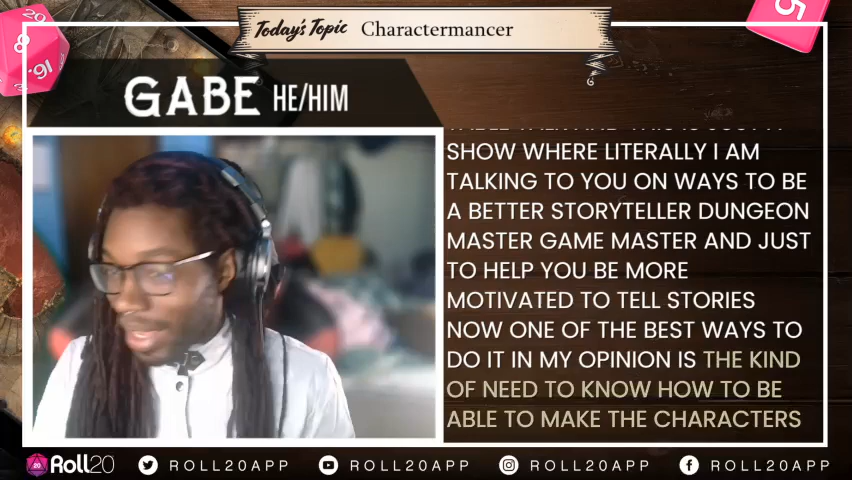 Today's Topic Charactermancer
GABE HE/HIM
SHOW WHERE LITERALLY I AM
TALKING TO YOU ON WAYS TO BE
A BETTER STORYTELLER DUNGEON
MASTER GAME MASTER AND JUST
TO HELP YOU BE MORE
MOTIVATED TO TELL STORIES
NOW ONE OF THE BEST WAYS TO
DO IT IN MY OPINION IS THE KIND
OF NEED TO KNOW HOW TO BE
ABLE TO MAKE THE CHARACTERS
Roll20 ROLL20APP ROLL20APP ROLL20APP ROLL20APP